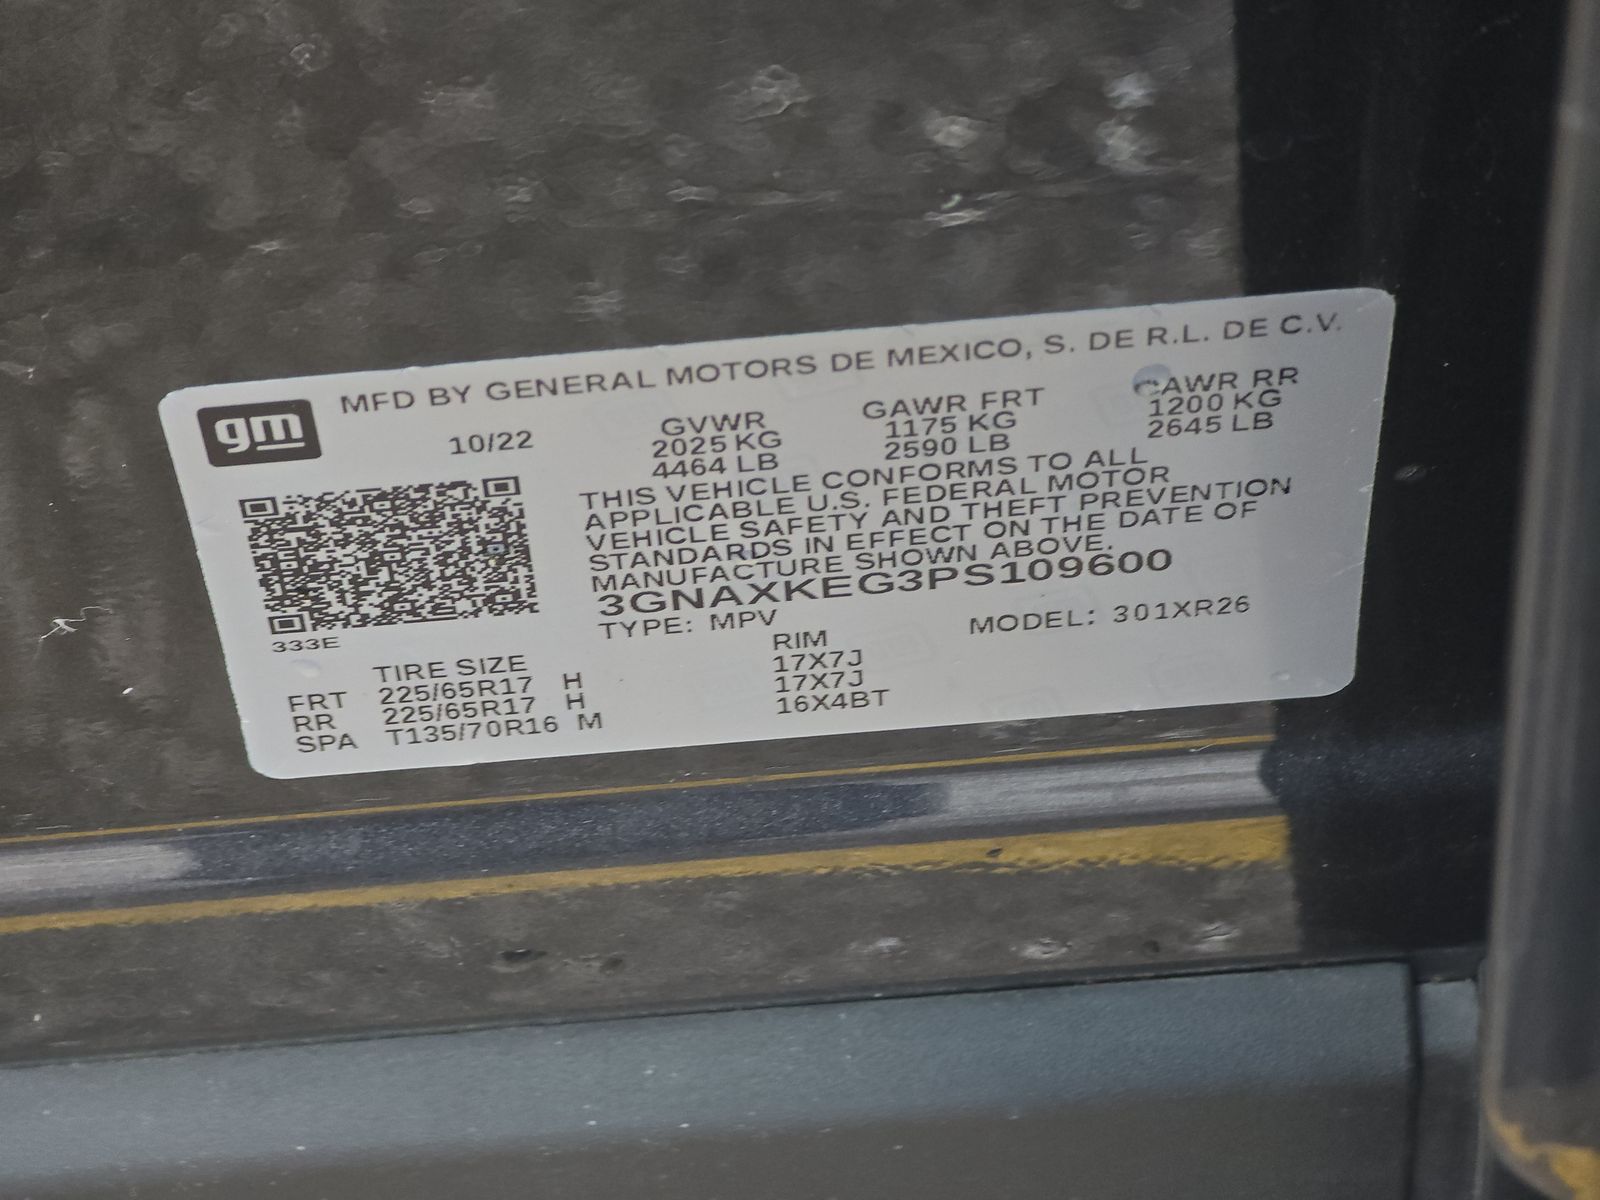 MFD BY GENERAL MOTORS DE MEXICO, S. DE R.L. DE C.V.
gm
10/22
GVWR
2025 KG
4464 LB
GAWR FRT
1175 KG
2590 LB
GAWR RR
1200 KG
2645 LB
THIS VEHICLE CONFORMS TO ALL
APPLICABLE U.S. FEDERAL MOTOR
VEHICLE SAFETY AND THEFT PREVENTION
STANDARDS IN EFFECT ON THE DATE OF
MANUFACTURE SHOWN ABOVE.
3GNAXKEG3PS109600
TYPE: MPV MODEL: 301XR26
333E
TIRE SIZE RIM
FRT 225/65R17 H 17X7J
RR 225/65R17 H 17X7J
SPA T135/70R16 M 16X4BT